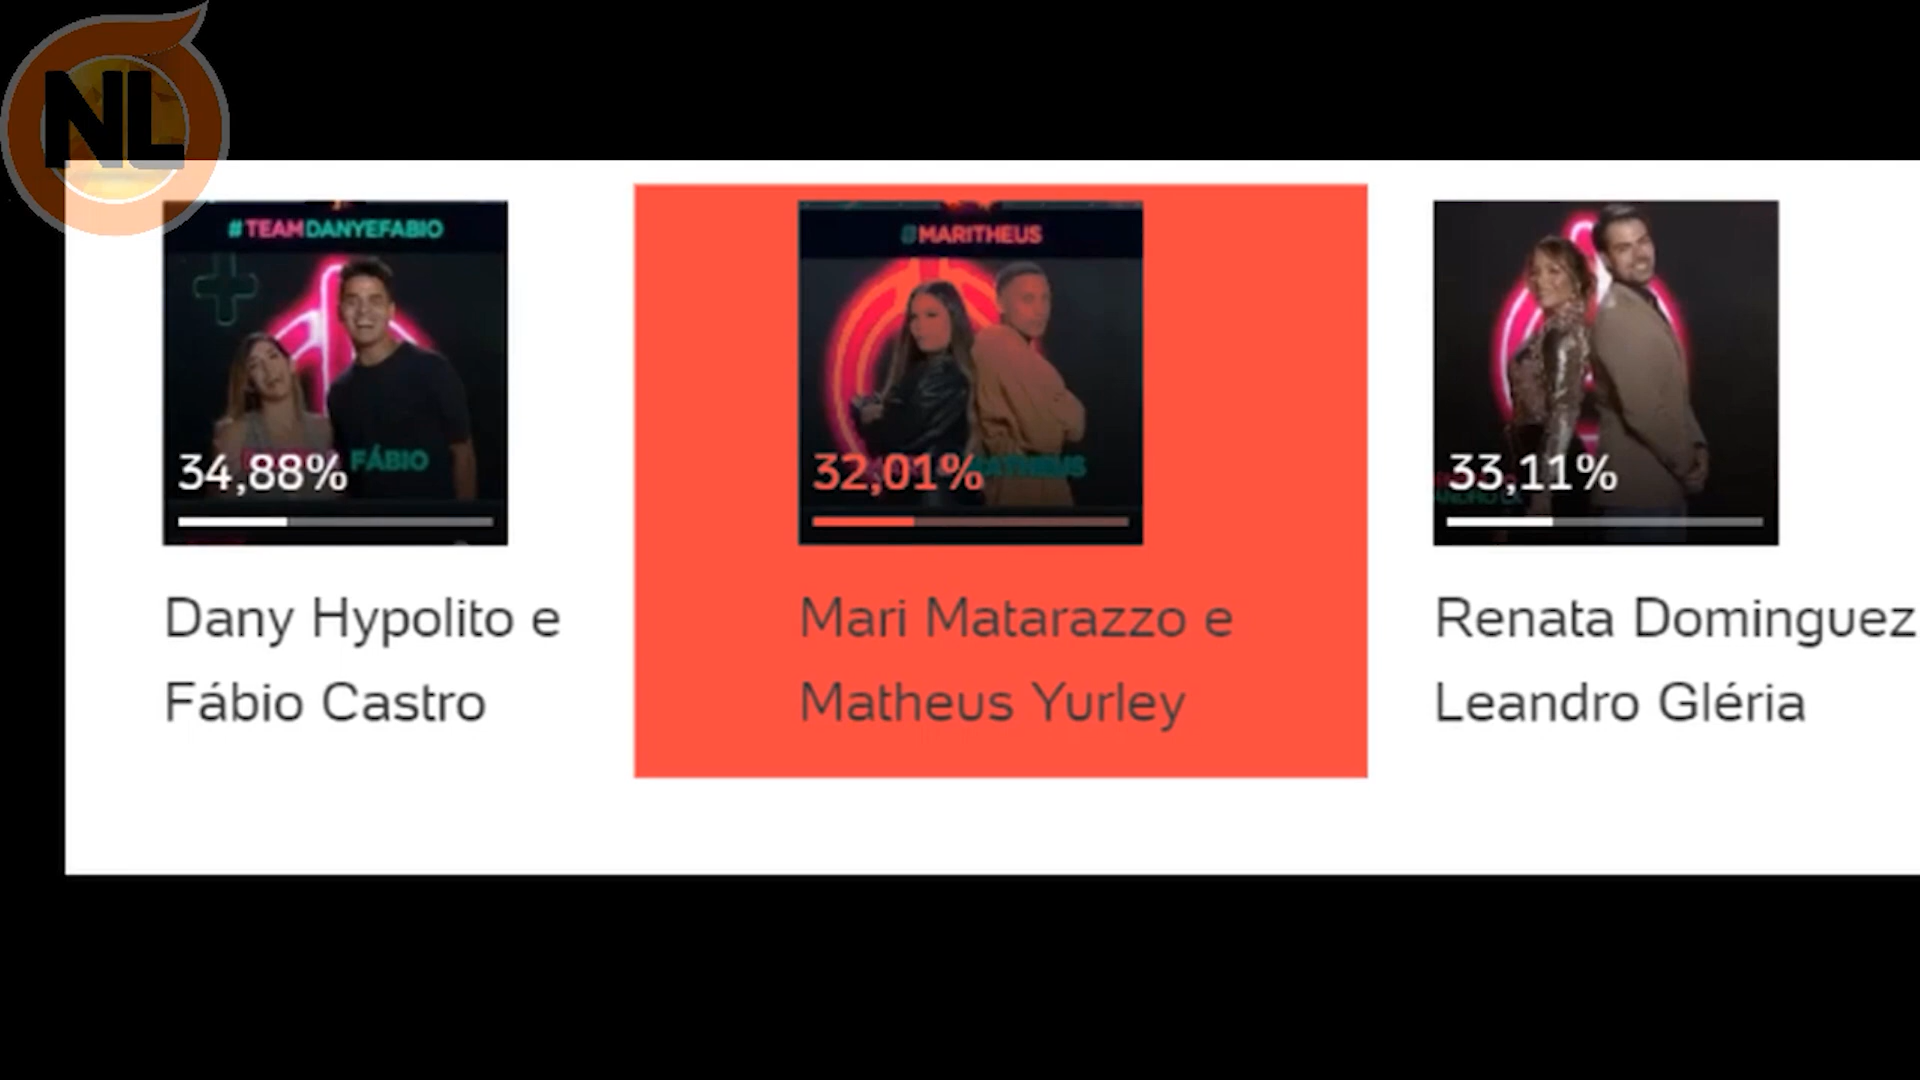 NL
#TEAMDANYEFABIO
FÁBIO
34,88%
Dany Hypolito e
Fábio Castro
#MARITHEUS
32,01%
Mari Matarazzo e
Matheus Yurley
33,11%
Renata Dominguez
Leandro Gléria